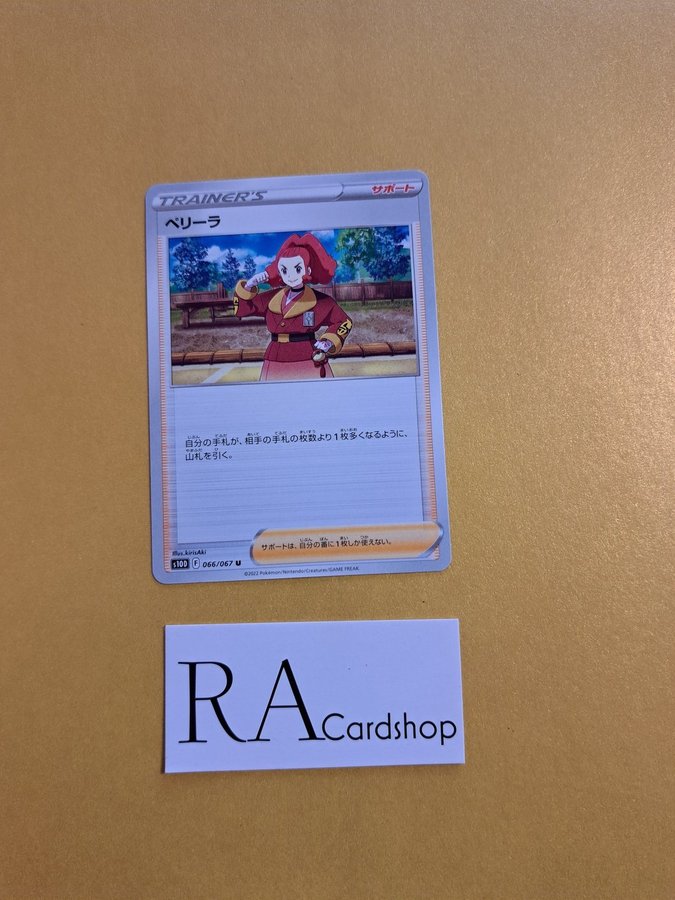 TRAINER'S サポート
ペリーラ
自分の手札が、相手の手札の枚数より1枚多くなるように、
山札を引く。
サポートは、自分の番に1枚しか使えない。
Illus.kirisAki
s10D F 066/067 U
©2022 Pokémon/Nintendo/Creatures/GAME FREAK.
RA Cardshop